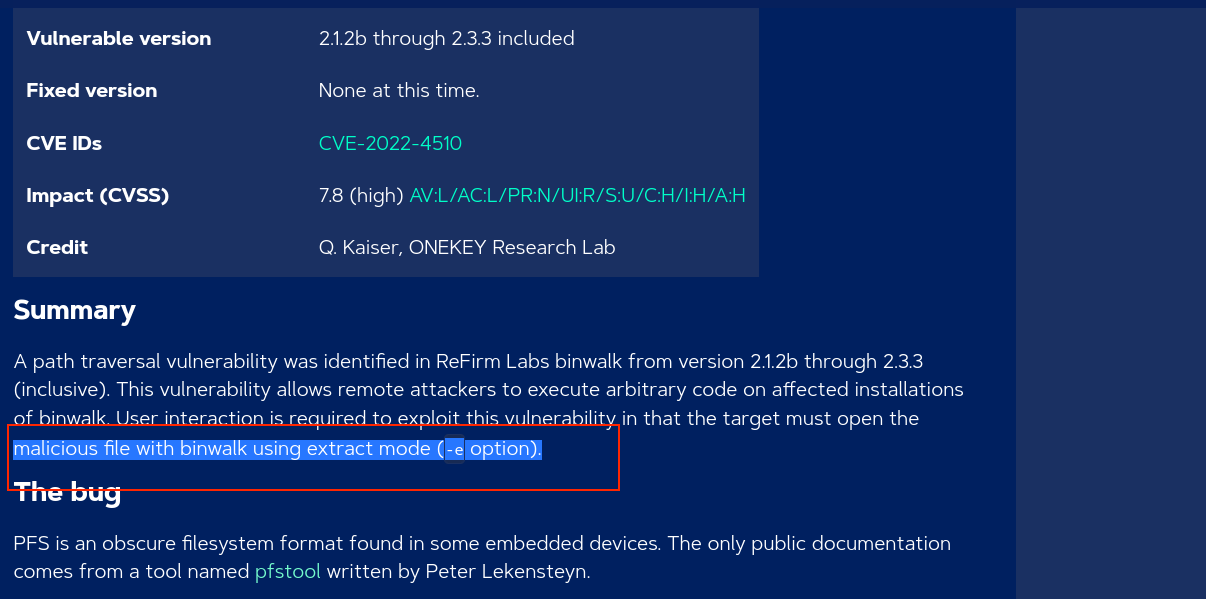 Vulnerable version 2.1.2b through 2.3.3 included
Fixed version None at this time.
CVE IDs CVE-2022-4510
Impact (CVSS) 7.8 (high) AV:L/AC:L/PR:N/UI:R/S:U/C:H/I:H/A:H
Credit Q. Kaiser, ONEKEY Research Lab
Summary
A path traversal vulnerability was identified in ReFirm Labs binwalk from version 2.1.2b through 2.3.3
(inclusive). This vulnerability allows remote attackers to execute arbitrary code on affected installations
of binwalk. User interaction is required to exploit this vulnerability in that the target must open the
malicious file with binwalk using extract mode (-e option).
The bug
PFS is an obscure filesystem format found in some embedded devices. The only public documentation
comes from a tool named pfstool written by Peter Lekensteyn.